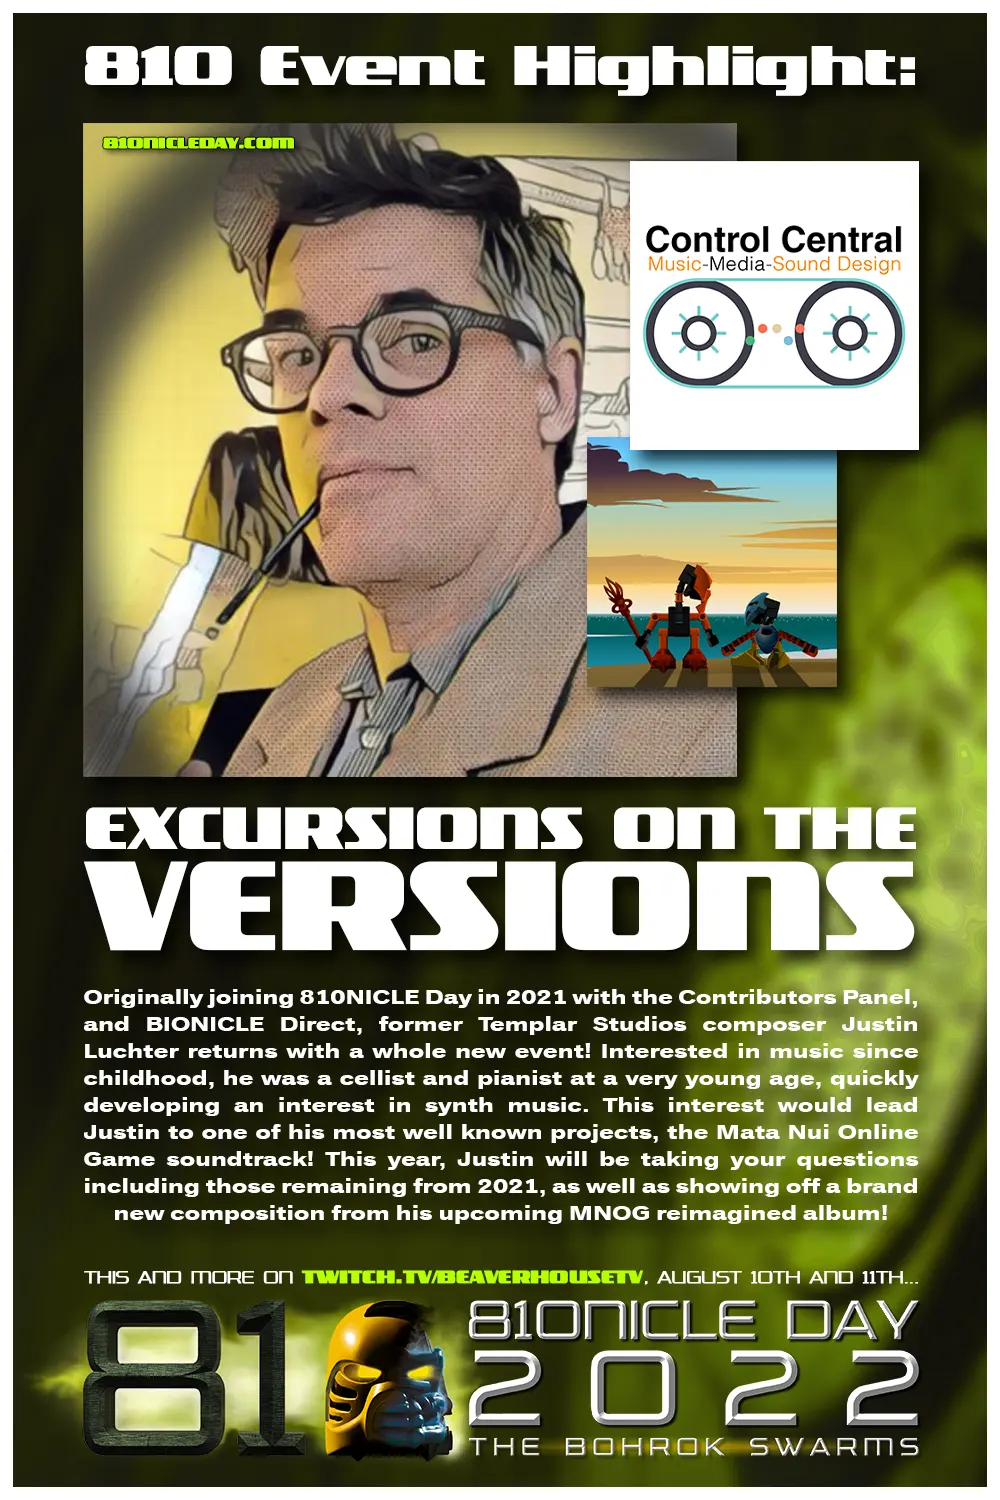 810 Event Highlight:
81ONICLEDAY.COM
Control Central
Music-Media-Sound Design
EXCURSIONS ON THE
VERSIONS
Originally joining 810NICLE Day in 2021 with the Contributors Panel,
and BIONICLE Direct, former Templar Studios composer Justin
Luchter returns with a whole new event! Interested in music since
childhood, he was a cellist and pianist at a very young age, quickly
developing an interest in synth music. This interest would lead
Justin to one of his most well known projects, the Mata Nui Online
Game soundtrack! This year, Justin will be taking your questions
including those remaining from 2021, as well as showing off a brand
new composition from his upcoming MNOG reimagined album!
THIS AND MORE ON TWITCH.TV/BEAVERHOUSETV, AUGUST 10TH AND 11TH...
81
810NICLE DAY
2022
THE BOHROK SWARMS